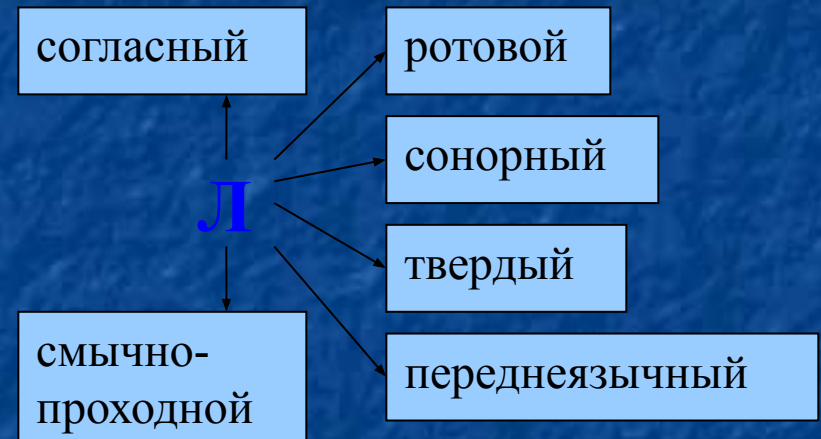 согласный
ротовой
сонорный
Л
твердый
смычно-
проходной
переднеязычный